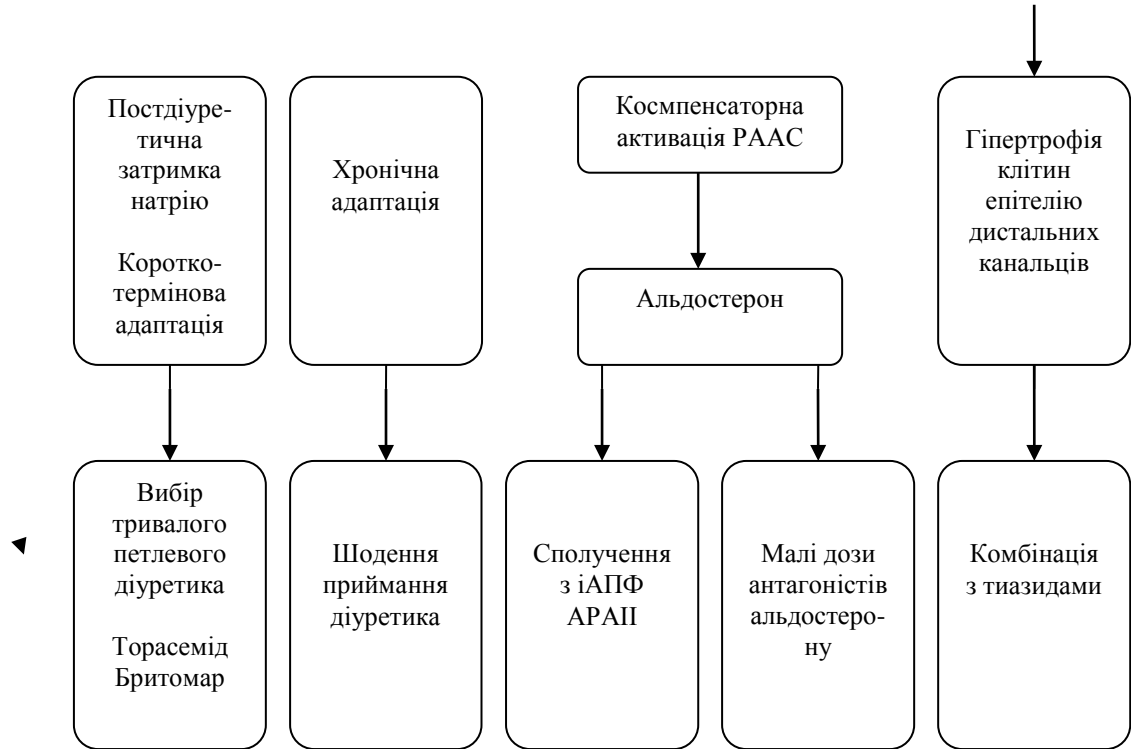 Постдіуре-
тична
затримка
натрію
Коротко-
термінова
адаптація
Хронічна
адаптація
Космпенсаторна
активація РААС
Альдостерон
Гіпертрофія
клітин
епітелію
дистальних
канальців
Вибір
тривалого
петлевого
діуретика
Торасемід
Бритомар
Шодення
приймання
діуретика
Сполучення
з іАПФ
АРАІІ
Малі дози
антагоністів
альдостеро-
ну
Комбінація
з тиазидами